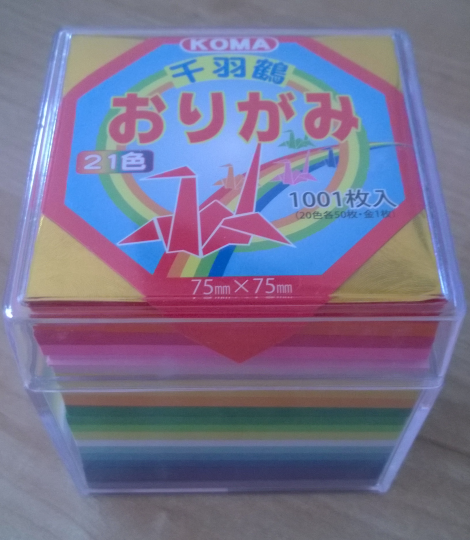 KOMA
千羽鶴
おりがみ
21色
1001枚入
(20色各50枚・金1枚)
75mm×75mm